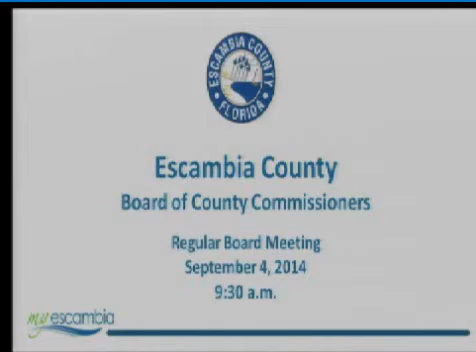 ESCAMBIA COUNTY
FLORIDA
Escambia County
Board of County Commissioners
Regular Board Meeting
September 4, 2014
9:30 a.m.
myescambia